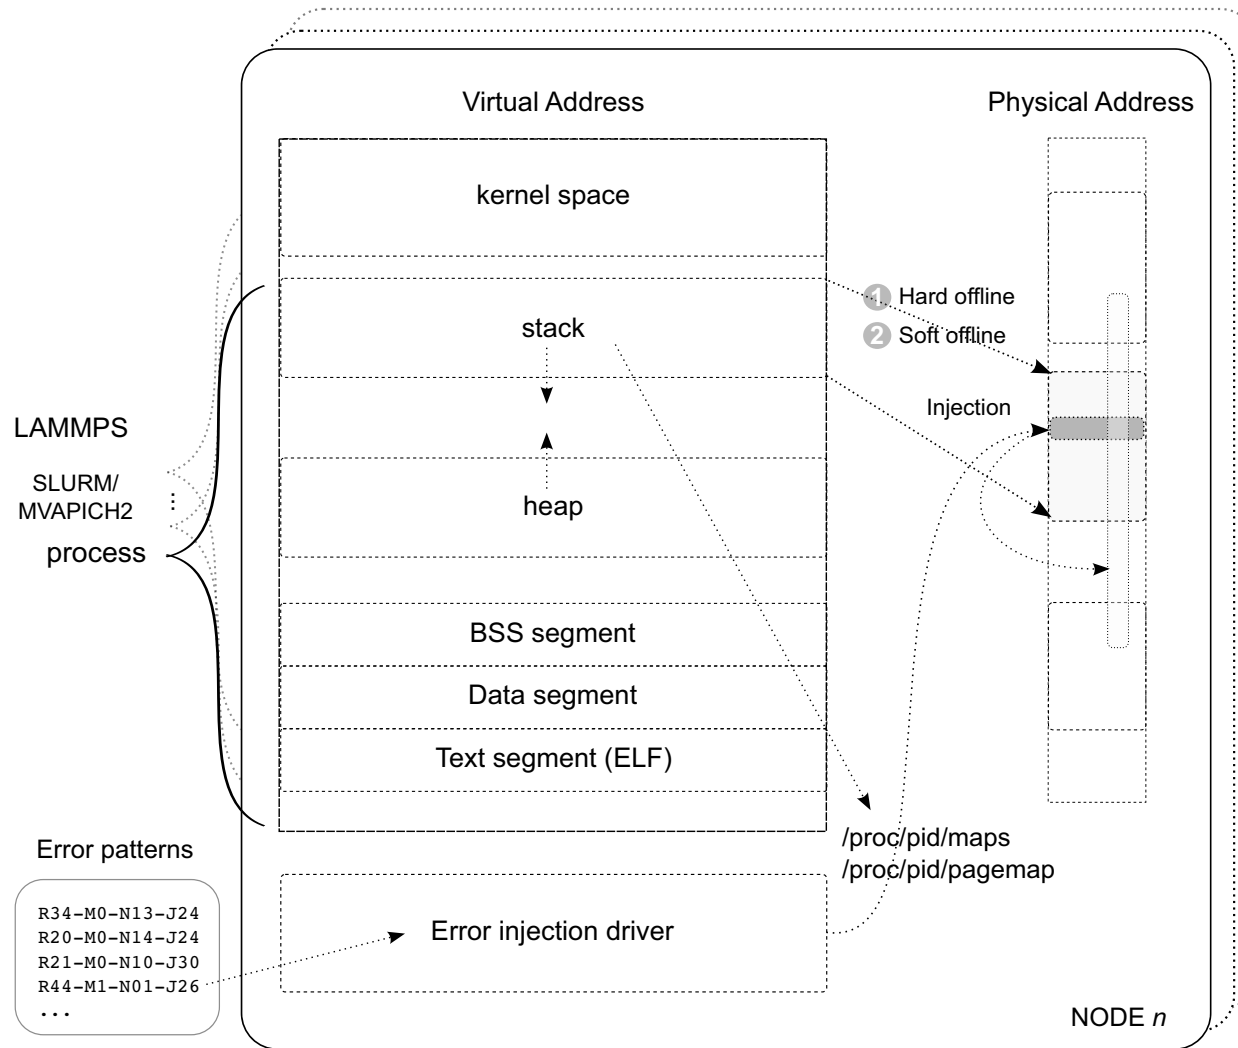 Virtual Address
Physical Address
kernel space
1 Hard offline
2 Soft offline
stack
Injection
LAMMPS
SLURM/
MVAPICH2
⋮
process
heap
BSS segment
Data segment
Text segment (ELF)
/proc/pid/maps
/proc/pid/pagemap
Error patterns
R34-M0-N13-J24
R20-M0-N14-J24
R21-M0-N10-J30
R44-M1-N01-J26
...
Error injection driver
NODE n